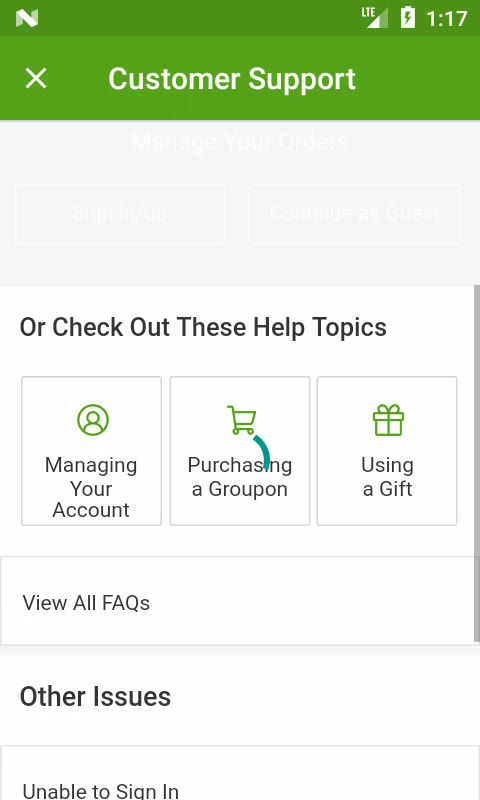 LTE 1:17
Customer Support
Manage Your Orders
Sign in/up Continue as Guest
Or Check Out These Help Topics
Managing
Your
Account
Purchasing
a Groupon
Using
a Gift
View All FAQs
Other Issues
Unable to Sign In